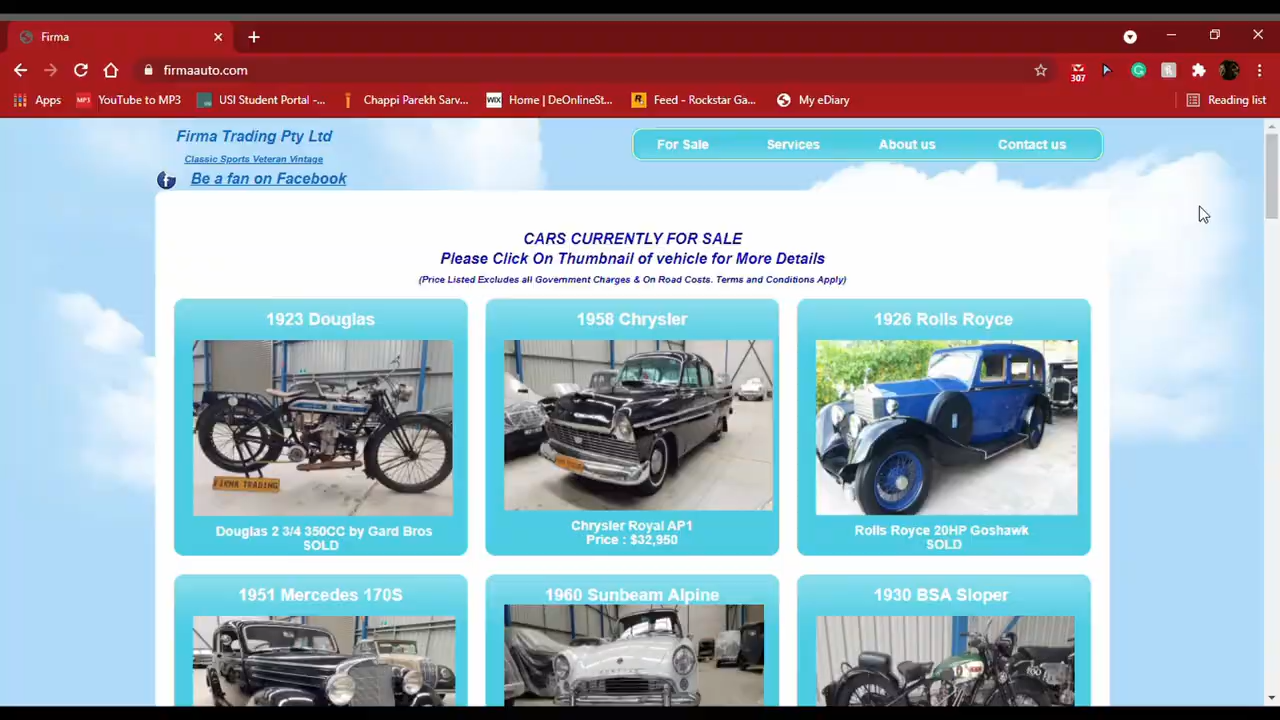 Firma
firmaauto.com
307
Apps
YouTube to MP3
USI Student Portal -...
Chappi Parekh Sarv...
WIX
Home | DeOnlineSt...
Feed - Rockstar Ga...
My eDiary
Reading list
Firma Trading Pty Ltd
Classic Sports Veteran Vintage
Be a fan on Facebook
For Sale
Services
About us
Contact us
CARS CURRENTLY FOR SALE
Please Click On Thumbnail of vehicle for More Details
(Price Listed Excludes all Government Charges & On Road Costs. Terms and Conditions Apply)
1923 Douglas
1958 Chrysler
1926 Rolls Royce
FIRMA TRADING
Douglas 2 3/4 350CC by Gard Bros
SOLD
Chrysler Royal AP1
Price : $32,950
Rolls Royce 20HP Goshawk
SOLD
1951 Mercedes 170S
1960 Sunbeam Alpine
1930 BSA Sloper